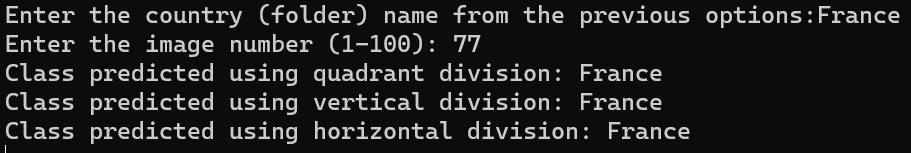 Enter the country (folder) name from the previous options:France
Enter the image number (1-100): 77
Class predicted using quadrant division: France
Class predicted using vertical division: France
Class predicted using horizontal division: France